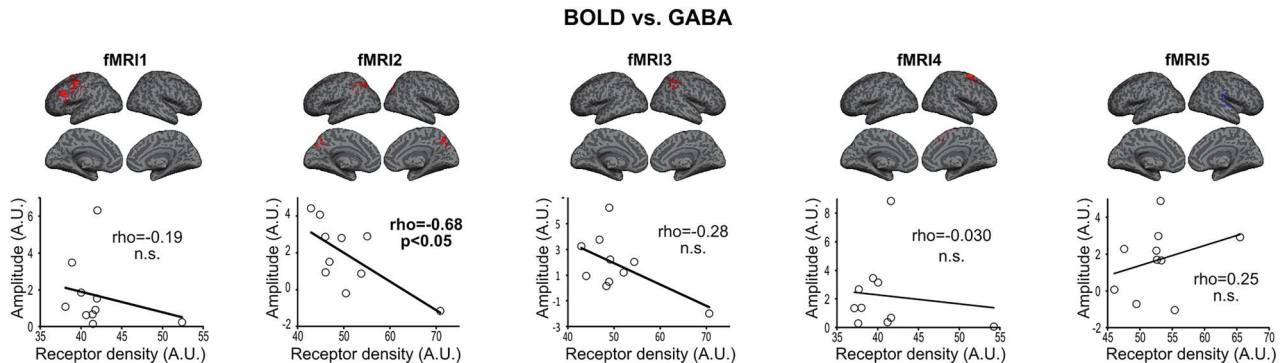 BOLD vs. GABA
fMRI1
fMRI2
fMRI3
fMRI4
fMRI5
Amplitude (A.U.)
6
4
2
0
35
40
45
50
55
rho=-0.19
n.s.
Receptor density (A.U.)
Amplitude (A.U.)
4
2
0
-2
40
50
60
70
rho=-0.68
p<0.05
Receptor density (A.U.)
Amplitude (A.U.)
7
5
3
1
-1
-3
40
50
60
70
rho=-0.28
n.s.
Receptor density (A.U.)
Amplitude (A.U.)
8
6
4
2
0
35
40
45
50
54
rho=-0.030
n.s.
Receptor density (A.U.)
Amplitude (A.U.)
4
2
0
-2
45
50
55
60
65
70
rho=0.25
n.s.
Receptor density (A.U.)